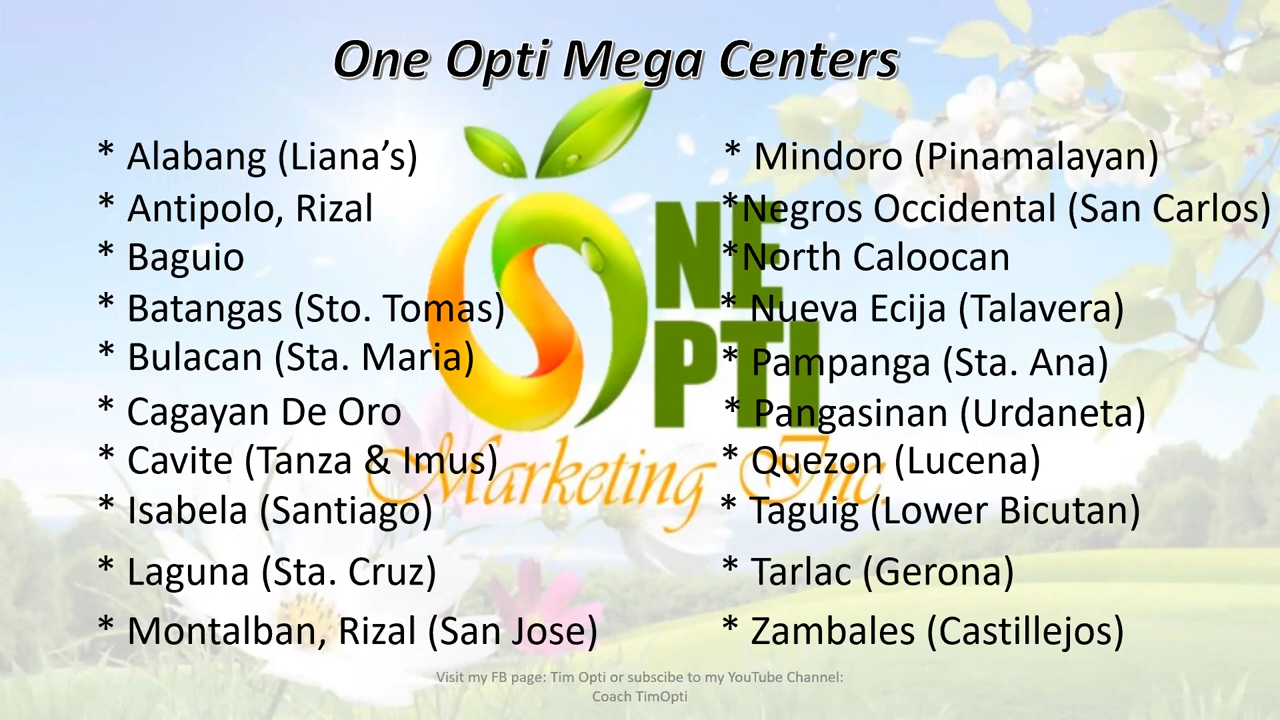 One Opti Mega Centers
* Alabang (Liana’s)
* Antipolo, Rizal
* Baguio
* Batangas (Sto. Tomas)
* Bulacan (Sta. Maria)
* Cagayan De Oro
* Cavite (Tanza & Imus)
* Isabela (Santiago)
* Laguna (Sta. Cruz)
* Montalban, Rizal (San Jose)
* Mindoro (Pinamalayan)
*Negros Occidental (San Carlos)
*North Caloocan
* Nueva Ecija (Talavera)
* Pampanga (Sta. Ana)
* Pangasinan (Urdaneta)
* Quezon (Lucena)
* Taguig (Lower Bicutan)
* Tarlac (Gerona)
* Zambales (Castillejos)
ONE
OPTI
Marketing Inc.
Visit my FB page: Tim Opti or subscibe to my YouTube Channel:
Coach TimOpti